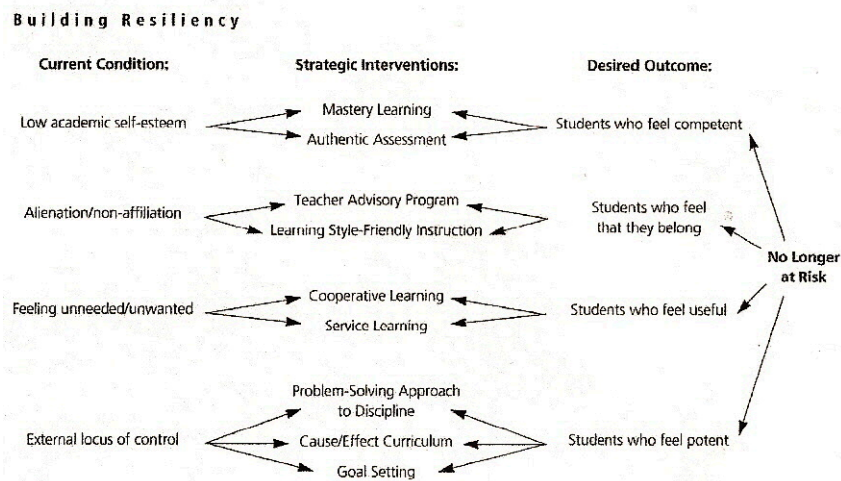 Building Resiliency
Current Condition:
Strategic Interventions:
Desired Outcome:
Low academic self-esteem
Mastery Learning
Authentic Assessment
Students who feel competent
Alienation/non-affiliation
Teacher Advisory Program
Learning Style-Friendly Instruction
Students who feel
that they belong
No Longer
at Risk
Feeling unneeded/unwanted
Cooperative Learning
Service Learning
Students who feel useful
External locus of control
Problem-Solving Approach
to Discipline
Cause/Effect Curriculum
Goal Setting
Students who feel potent